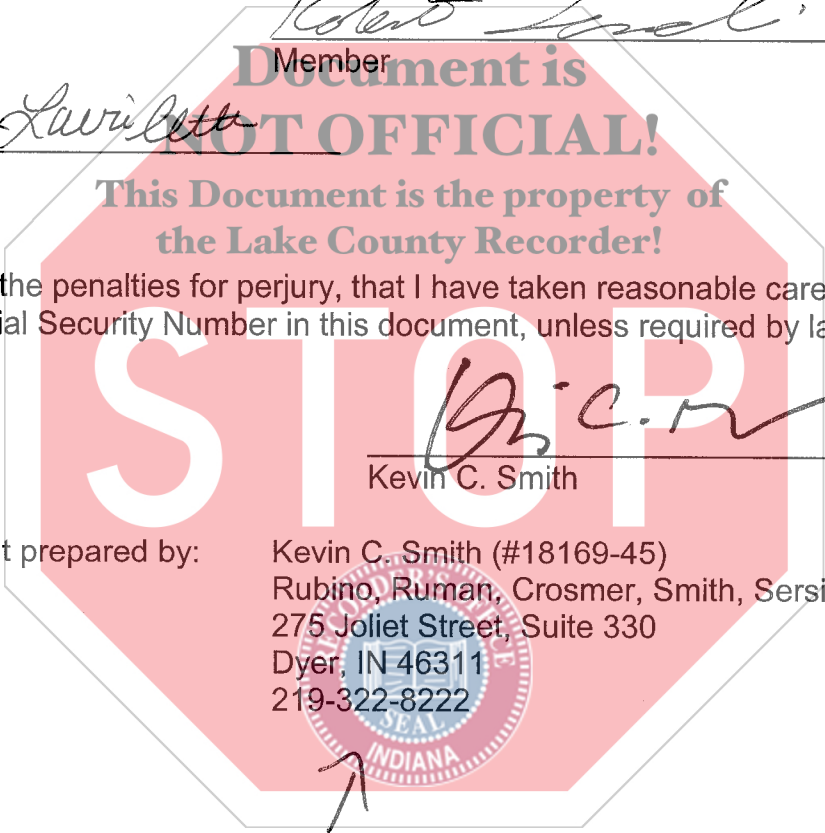 Robert
Member
Document is
NOT OFFICIAL!
This Document is the property of
the Lake County Recorder!
the penalties for perjury, that I have taken reasonable care
ial Security Number in this document, unless required by la
STOP
Kevin C. Smith
t prepared by:
Kevin C. Smith (#18169-45)
Rubino, Ruman, Crosmer, Smith, Sersi
275 Joliet Street, Suite 330
Dyer, IN 46311
219-322-8222
RECORDER'S OFFICE
SEAL
INDIANA